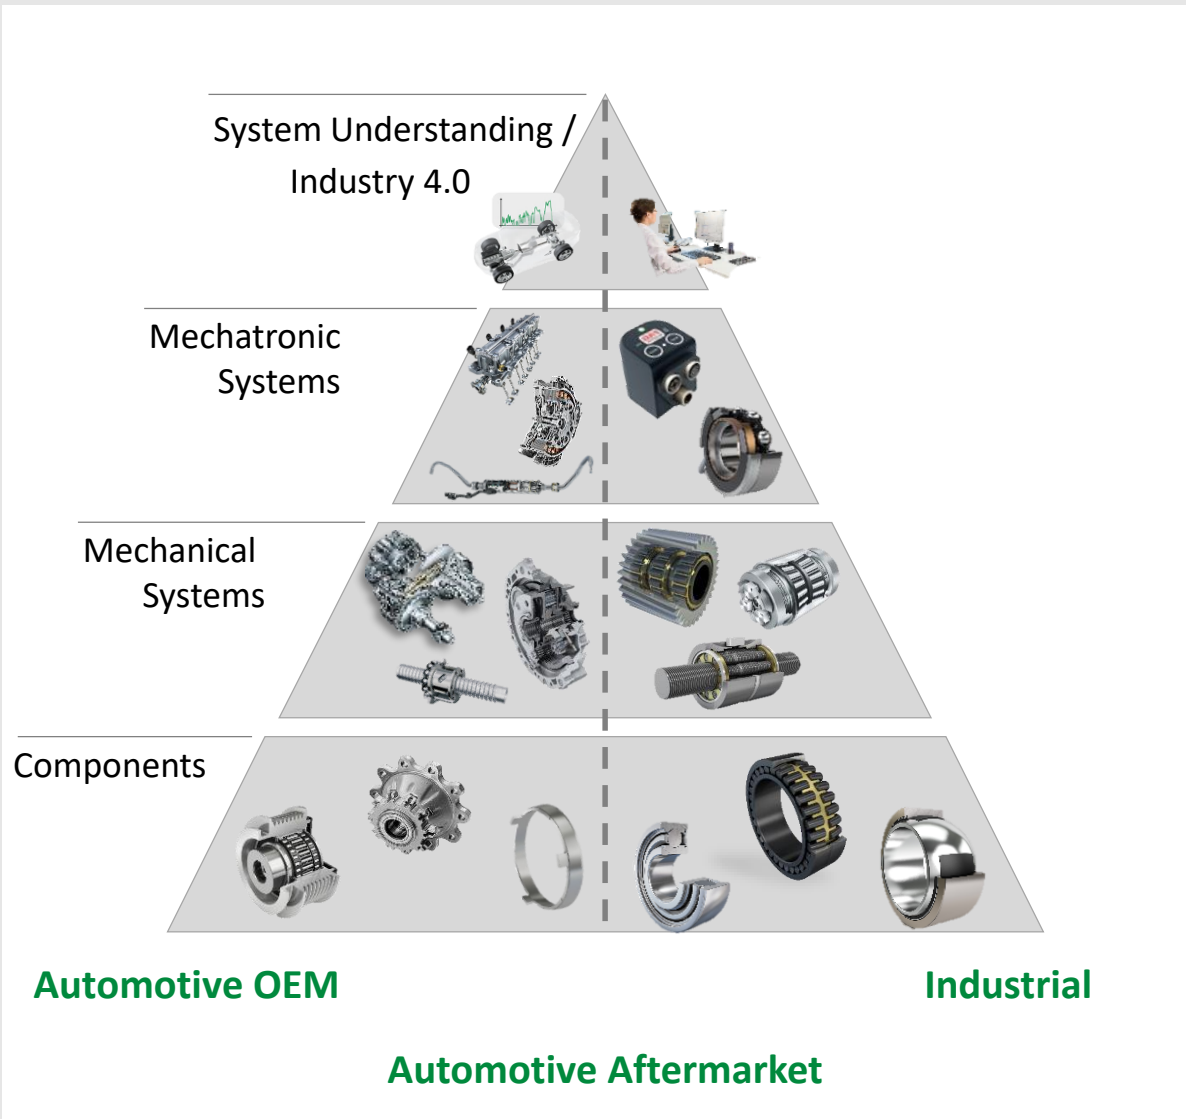 System Understanding /
Industry 4.0
Mechatronic
Systems
Mechanical
Systems
Components
Automotive OEM
Industrial
Automotive Aftermarket